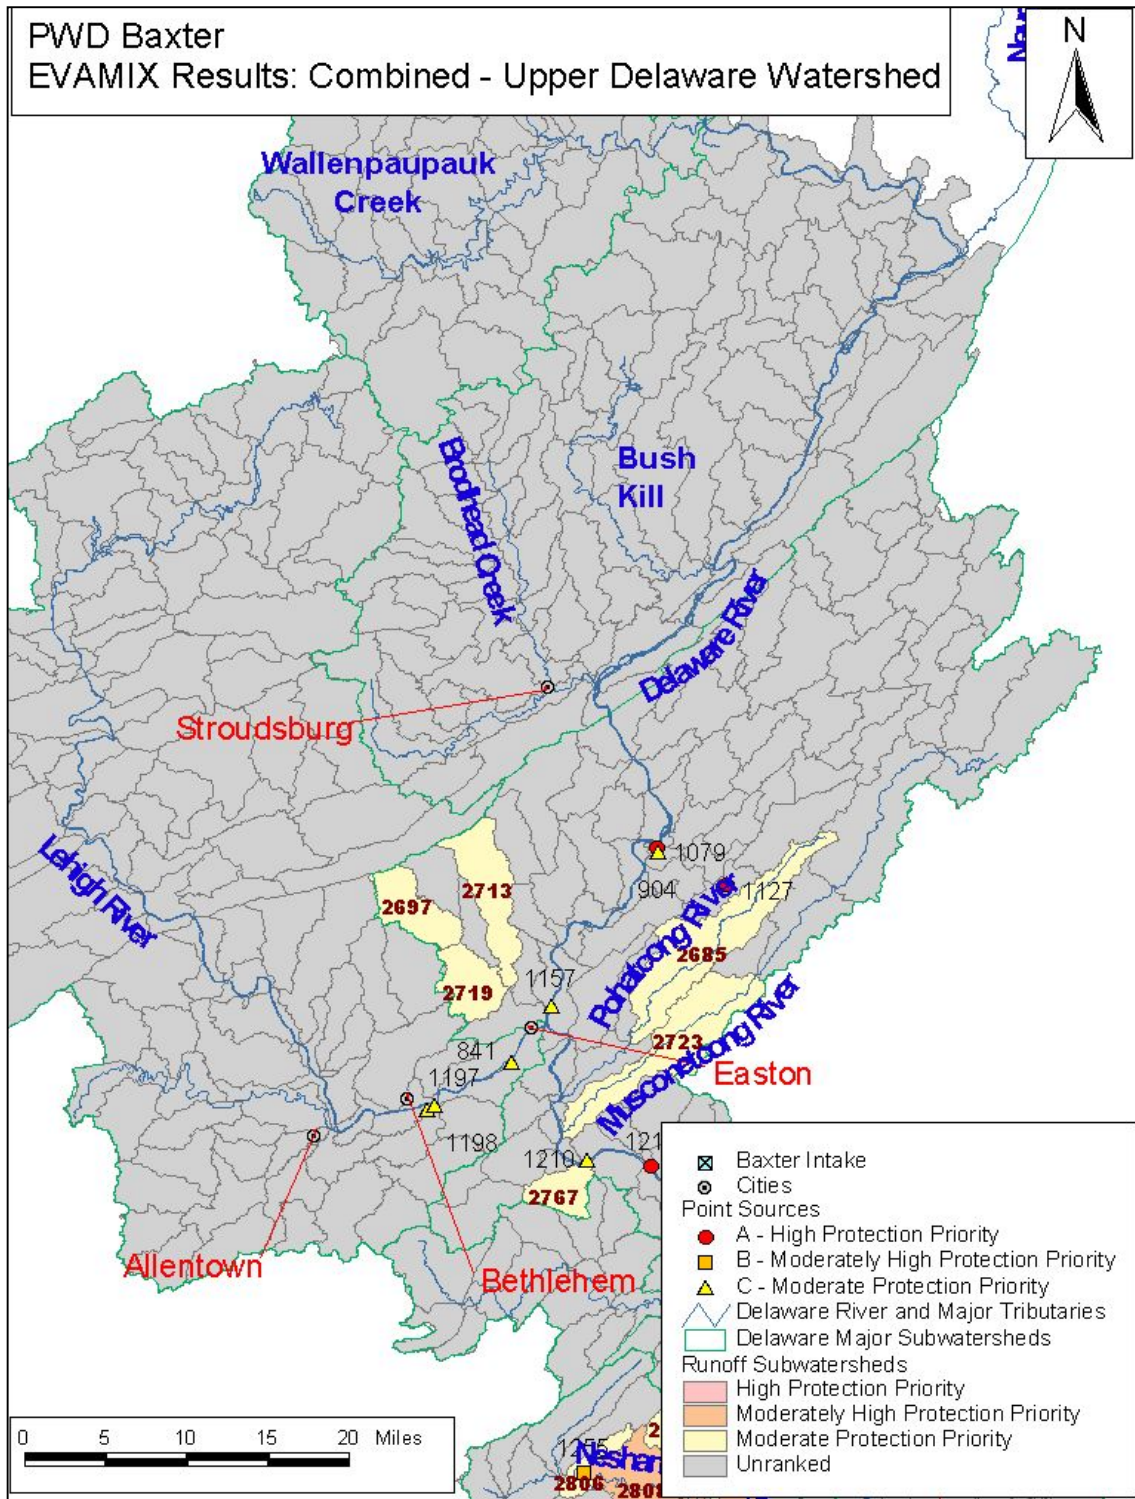 PWD Baxter
EVAMIX Results: Combined - Upper Delaware Watershed
N
Wallenpaupauk
Creek
Brodhead Creek
Bush
Kill
Delaware River
Stroudsburg
Lehigh River
1079
904
1127
2713
2697
Pohatcong River
2685
1157
2719
Musconetcong River
2723
841
Easton
1197
1198
1210
121
2767
Allentown
Bethlehem
Baxter Intake
Cities
Point Sources
A - High Protection Priority
B - Moderately High Protection Priority
C - Moderate Protection Priority
Delaware River and Major Tributaries
Delaware Major Subwatersheds
Runoff Subwatersheds
High Protection Priority
Moderately High Protection Priority
Moderate Protection Priority
Unranked
0 5 10 15 20 Miles
1255
2806